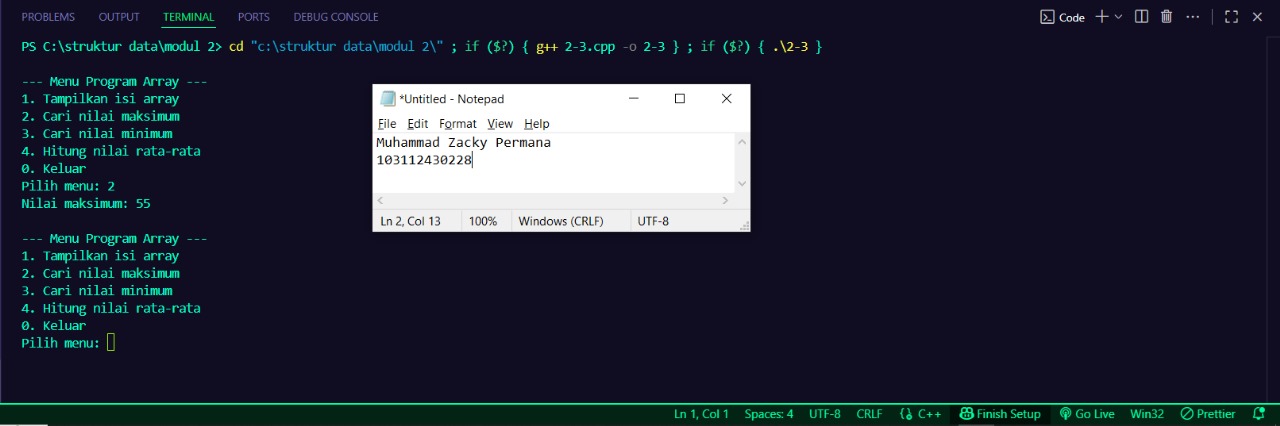 PROBLEMS OUTPUT TERMINAL PORTS DEBUG CONSOLE
Code
PS C:\struktur data\modul 2> cd "c:\struktur data\modul 2\" ; if ($?) { g++ 2-3.cpp -o 2-3 } ; if ($?) { .\2-3 }
--- Menu Program Array ---
1. Tampilkan isi array
2. Cari nilai maksimum
3. Cari nilai minimum
4. Hitung nilai rata-rata
0. Keluar
Pilih menu: 2
Nilai maksimum: 55
--- Menu Program Array ---
1. Tampilkan isi array
2. Cari nilai maksimum
3. Cari nilai minimum
4. Hitung nilai rata-rata
0. Keluar
Pilih menu:
*Untitled - Notepad
File Edit Format View Help
Muhammad Zacky Permana
103112430228
Ln 2, Col 13 100% Windows (CRLF) UTF-8
Ln 1, Col 1 Spaces: 4 UTF-8 CRLF C++ Finish Setup Go Live Win32 Prettier